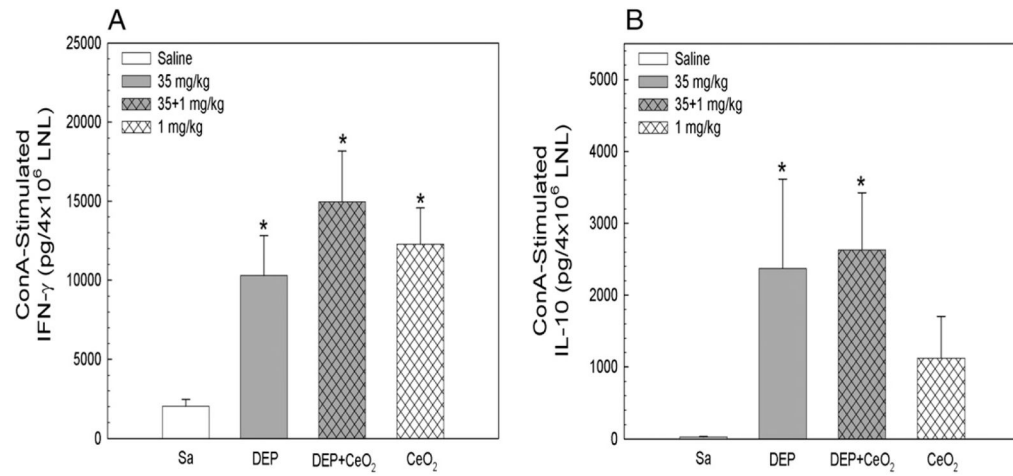 A
ConA-Stimulated
IFN-γ (pg/4x10⁶ LNL)
25000
20000
15000
10000
5000
0
Saline
35 mg/kg
35+1 mg/kg
1 mg/kg
*
*
*
Sa DEP DEP+CeO₂ CeO₂
B
ConA-Stimulated
IL-10 (pg/4x10⁶ LNL)
5000
4000
3000
2000
1000
0
Saline
35 mg/kg
35+1 mg/kg
1 mg/kg
*
*
Sa DEP DEP+CeO₂ CeO₂